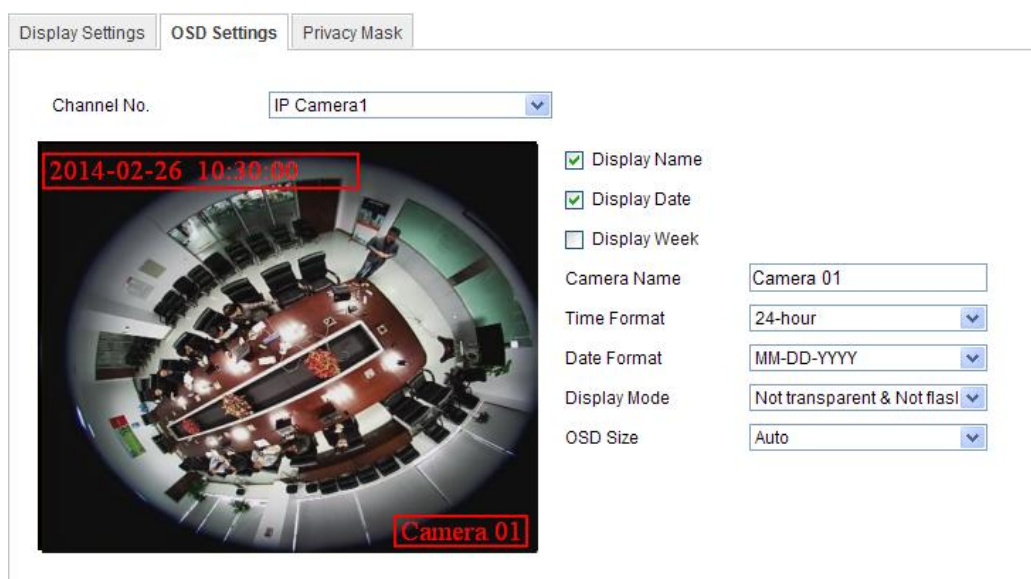 Display Settings
OSD Settings
Privacy Mask
Channel No.
IP Camera1
2014-02-26 10:30:00
Camera 01
Display Name
Display Date
Display Week
Camera Name
Camera 01
Time Format
24-hour
Date Format
MM-DD-YYYY
Display Mode
Not transparent & Not flasl
OSD Size
Auto